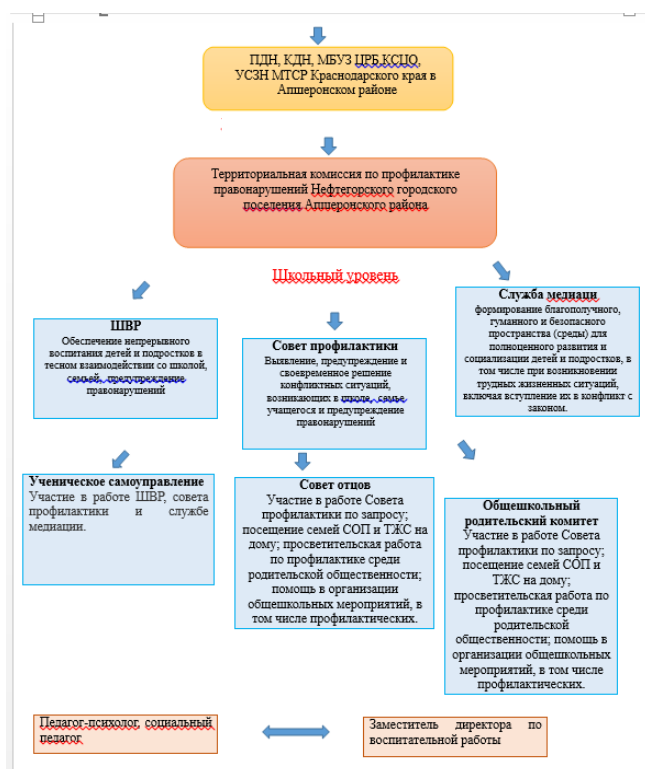 ПДН, КДН, МБУЗ ЦРБ,КСЦО,
УСЗН МТСР Краснодарского края в
Апшеронском районе
Территориальная комиссия по профилактике
правонарушений Нефтегорского городского
поселения Апшеронского района
Школьный уровень
ШВР
Обеспечение непрерывного
воспитания детей и подростков в
тесном взаимодействии со школой,
семьей, предупреждение
правонарушений
Совет профилактики
Выявление, предупреждение и
своевременное решение
конфликтных ситуаций,
возникающих в школе, семье
учащегося и предупреждение
правонарушений
Служба медиаци
формирование благополучного,
гуманного и безопасного
пространства (среды) для
полноценного развития и
социализации детей и подростков, в
том числе при возникновении
трудных жизненных ситуаций,
включая вступление их в конфликт с
законом.
Ученическое самоуправление
Участие в работе ШВР, совета
профилактики и службе
медиации.
Совет отцов
Участие в работе Совета
профилактики по запросу;
посещение семей СОП и ТЖС на
дому; просветительская работа
по профилактике среди
родительской общественности;
помощь в организации
общешкольных мероприятий, в
том числе профилактических.
Общешкольный
родительский комитет
Участие в работе Совета
профилактики по запросу;
посещение семей СОП и
ТЖС на дому;
просветительская работа по
профилактике среди
родительской
общественности; помощь в
организации общешкольных
мероприятий, в том числе
профилактических.
Педагог-психолог, социальный
педагог
Заместитель директора по
воспитательной работы